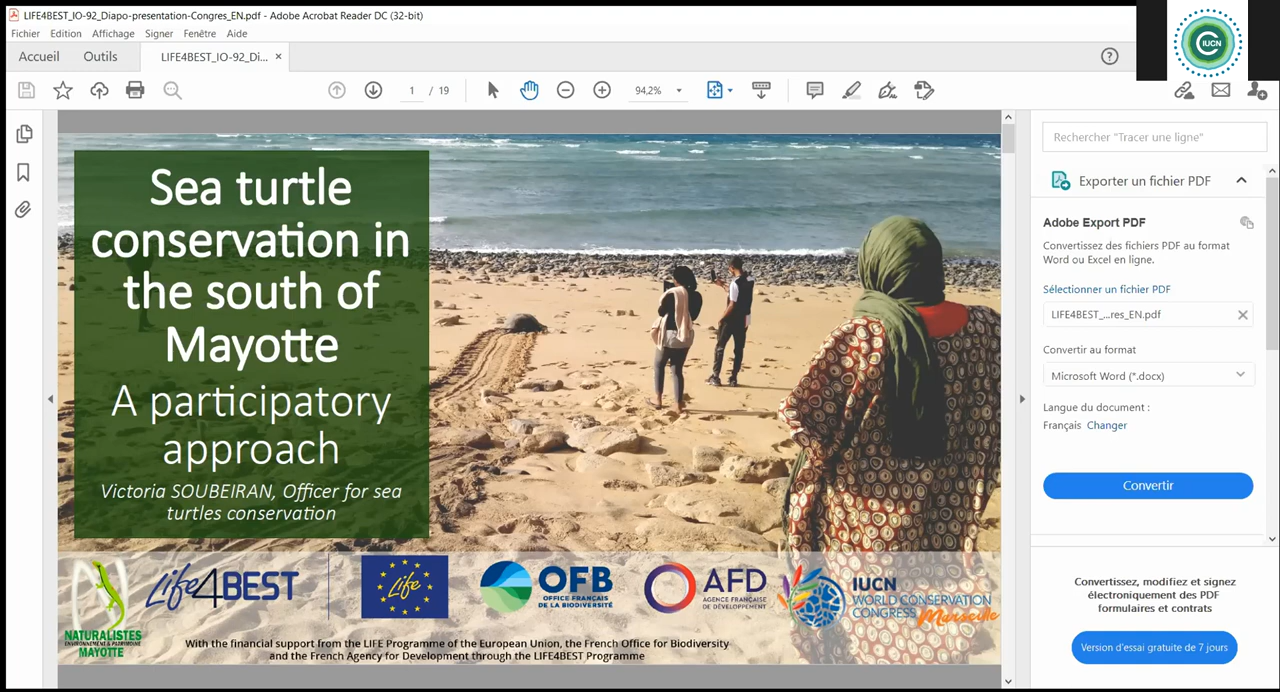 LIFE4BEST_IO-92_Diapo-presentation-Congres_EN.pdf - Adobe Acrobat Reader DC (32-bit)
Fichier Edition Affichage Signer Fenêtre Aide
Accueil Outils LIFE4BEST_IO-92_Di... ×
1 / 19 94,2%
IUCN
Sea turtle
conservation in
the south of
Mayotte
A participatory
approach
Victoria SOUBEIRAN, Officer for sea
turtles conservation
NATURALISTES
ENVIRONNEMENT & PATRIMOINE
MAYOTTE
Life4BEST
Life
OFB
OFFICE FRANÇAIS
DE LA BIODIVERSITÉ
AFD
AGENCE FRANÇAISE
DE DÉVELOPPEMENT
IUCN
WORLD CONSERVATION
CONGRESS Marseille
With the financial support from the LIFE Programme of the European Union, the French Office for Biodiversity
and the French Agency for Development through the LIFE4BEST Programme
Rechercher "Tracer une ligne"
Exporter un fichier PDF
Adobe Export PDF
Convertissez des fichiers PDF au format
Word ou Excel en ligne.
Sélectionner un fichier PDF
LIFE4BEST_...res_EN.pdf
Convertir au format
Microsoft Word (*.docx)
Langue du document :
Français Changer
Convertir
Convertissez, modifiez et signez
électroniquement des PDF
formulaires et contrats
Version d'essai gratuite de 7 jours